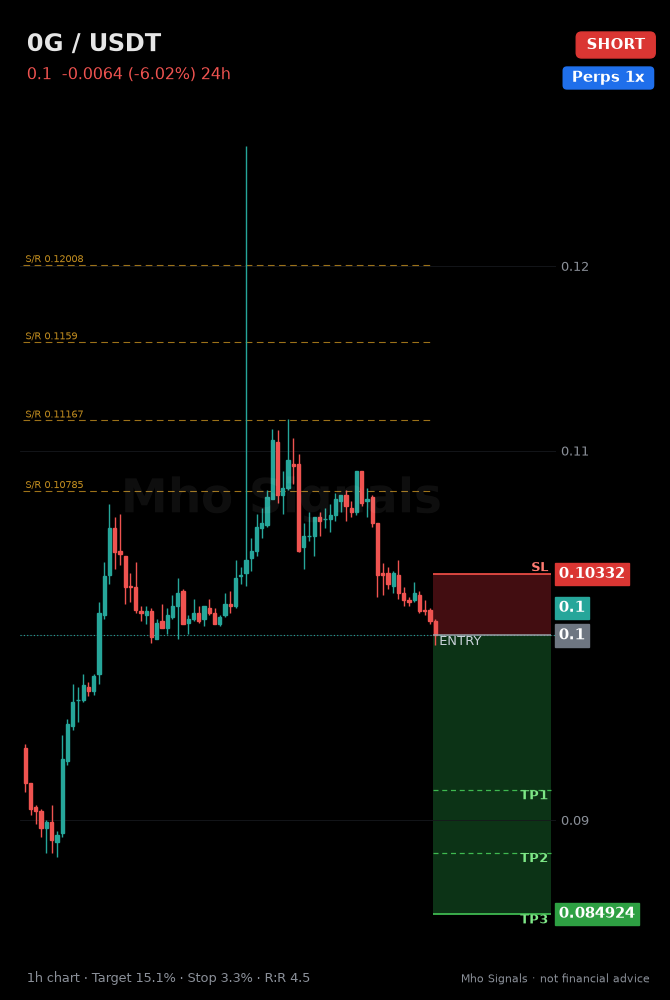 0G / USDT
SHORT
0.1 -0.0064 (-6.02%) 24h
Perps 1x
S/R 0.12008
0.12
S/R 0.1159
S/R 0.11167
0.11
S/R 0.10785
Mho Signals
SL
0.10332
0.1
0.1
ENTRY
TP1
0.09
TP2
TP3
0.084924
1h chart · Target 15.1% · Stop 3.3% · R:R 4.5
Mho Signals · not financial advice